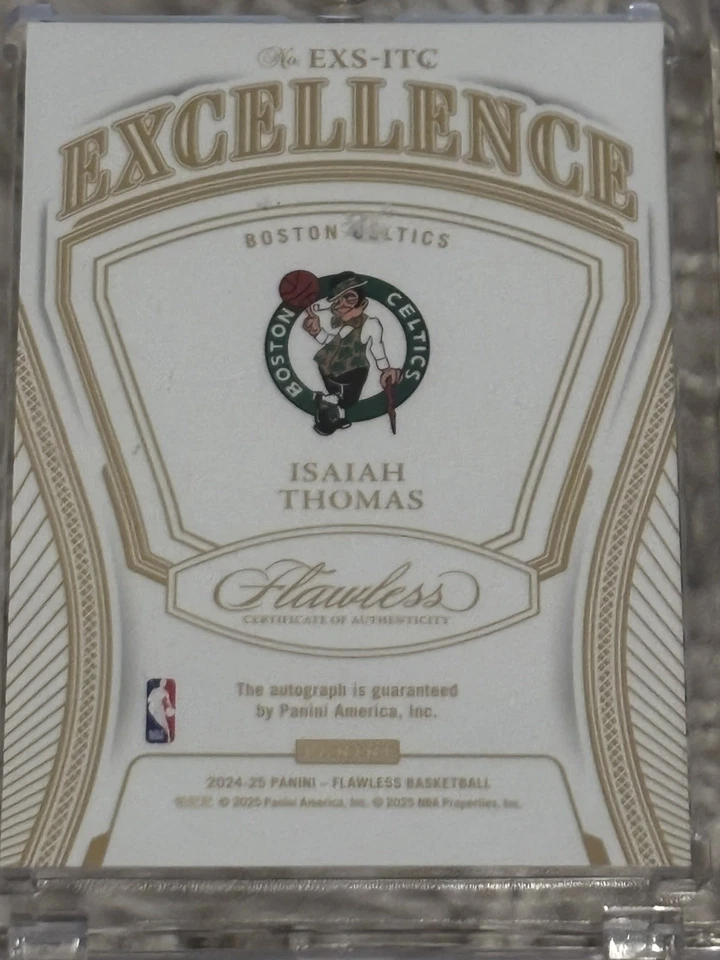 No. EXS-ITC
EXCELLENCE
BOSTON CELTICS
BOSTON CELTICS
ISAIAH
THOMAS
Flawless
CERTIFICATE OF AUTHENTICITY
The autograph is guaranteed
by Panini America, Inc.
PANINI
2024-25 PANINI – FLAWLESS BASKETBALL
© 2025 Panini America, Inc. © 2025 NBA Properties, Inc.